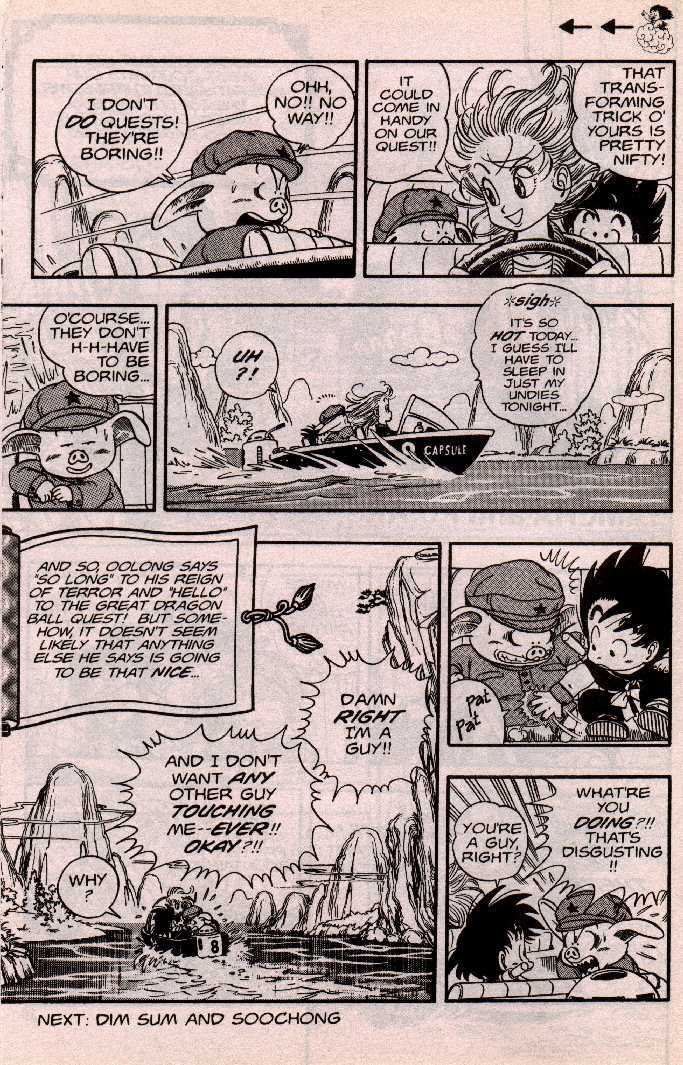 THAT
TRANS-
FORMING
TRICK O'
YOURS IS
PRETTY
NIFTY!
IT
COULD
COME IN
HANDY
ON OUR
QUEST!!
OHH,
NO!! NO
WAY!!
I DON'T
DO QUESTS!
THEY'RE
BORING!!
*sigh*
IT'S SO
HOT TODAY...
I GUESS I'LL
HAVE TO
SLEEP IN
JUST MY
UNDIES
TONIGHT...
UH
?!
CAPSULE
O'COURSE...
THEY DON'T
H-H-HAVE
TO BE
BORING...
Pat
Pat
WHAT'RE
YOU
DOING?!!
THAT'S
DISGUSTING
!!
YOU'RE
A GUY,
RIGHT?
AND SO, OOLONG SAYS
"SO LONG" TO HIS REIGN
OF TERROR AND "HELLO"
TO THE GREAT DRAGON
BALL QUEST! BUT SOME-
HOW, IT DOESN'T SEEM
LIKELY THAT ANYTHING
ELSE HE SAYS IS GOING
TO BE THAT NICE...
DAMN
RIGHT
I'M A
GUY!!
AND I DON'T
WANT ANY
OTHER GUY
TOUCHING
ME--EVER!!
OKAY?!!
WHY
?
8
NEXT: DIM SUM AND SOOCHONG